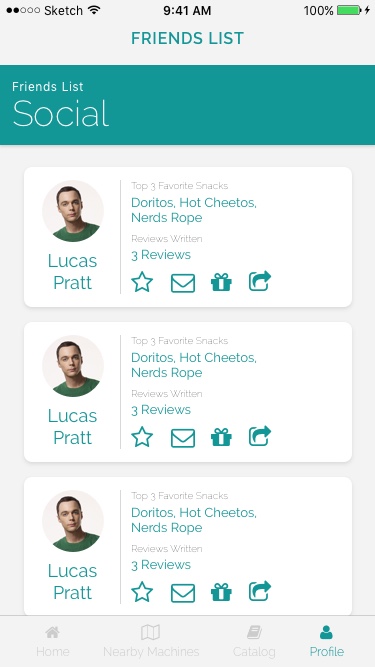 Sketch 9:41 AM 100%
FRIENDS LIST
Friends List
Social
Top 3 Favorite Snacks
Doritos, Hot Cheetos,
Nerds Rope
Reviews Written
3 Reviews
Lucas
Pratt
Top 3 Favorite Snacks
Doritos, Hot Cheetos,
Nerds Rope
Reviews Written
3 Reviews
Lucas
Pratt
Top 3 Favorite Snacks
Doritos, Hot Cheetos,
Nerds Rope
Reviews Written
3 Reviews
Lucas
Pratt
Home Nearby Machines Catalog Profile